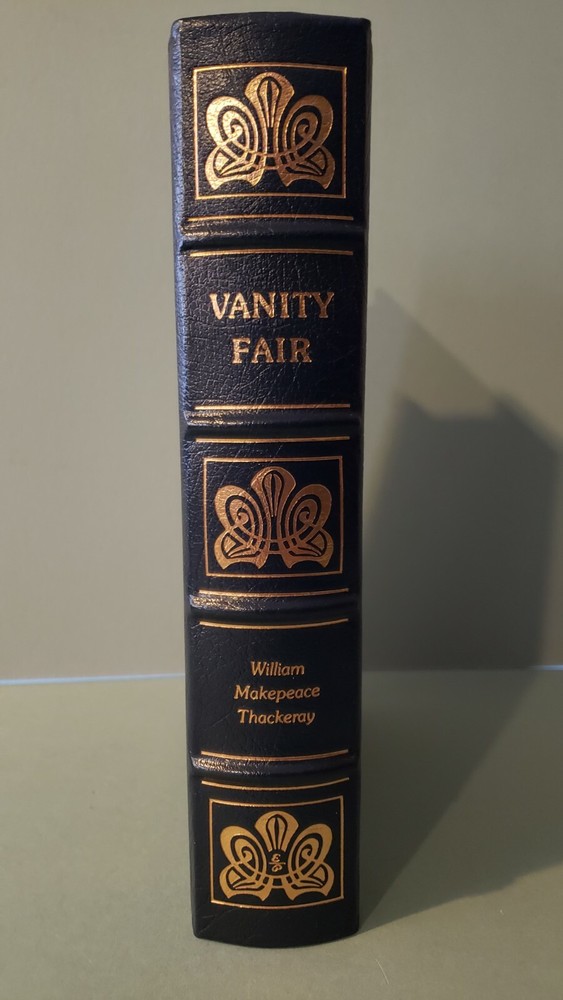 VANITY
FAIR
William
Makepeace
Thackeray